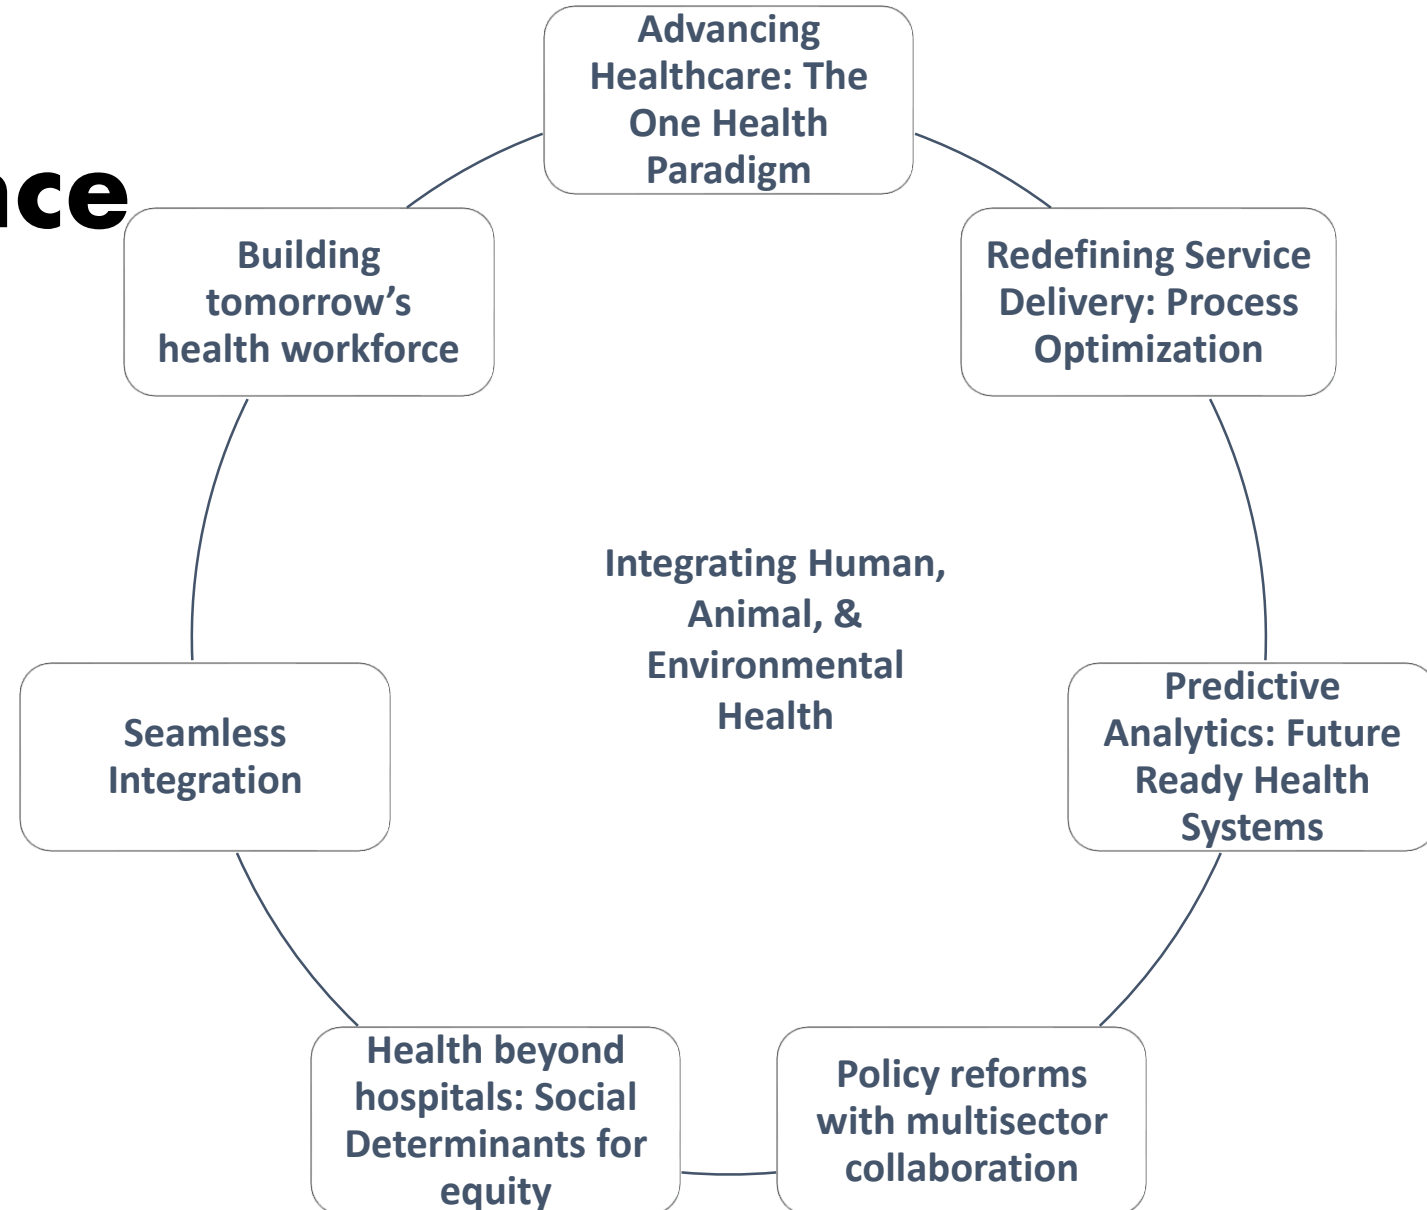 Advancing
Healthcare: The
One Health
Paradigm
Redefining Service
Delivery: Process
Optimization
Predictive
Analytics: Future
Ready Health
Systems
Policy reforms
with multisector
collaboration
Health beyond
hospitals: Social
Determinants for
equity
Seamless
Integration
Building
tomorrow’s
health workforce
Integrating Human,
Animal, &
Environmental
Health